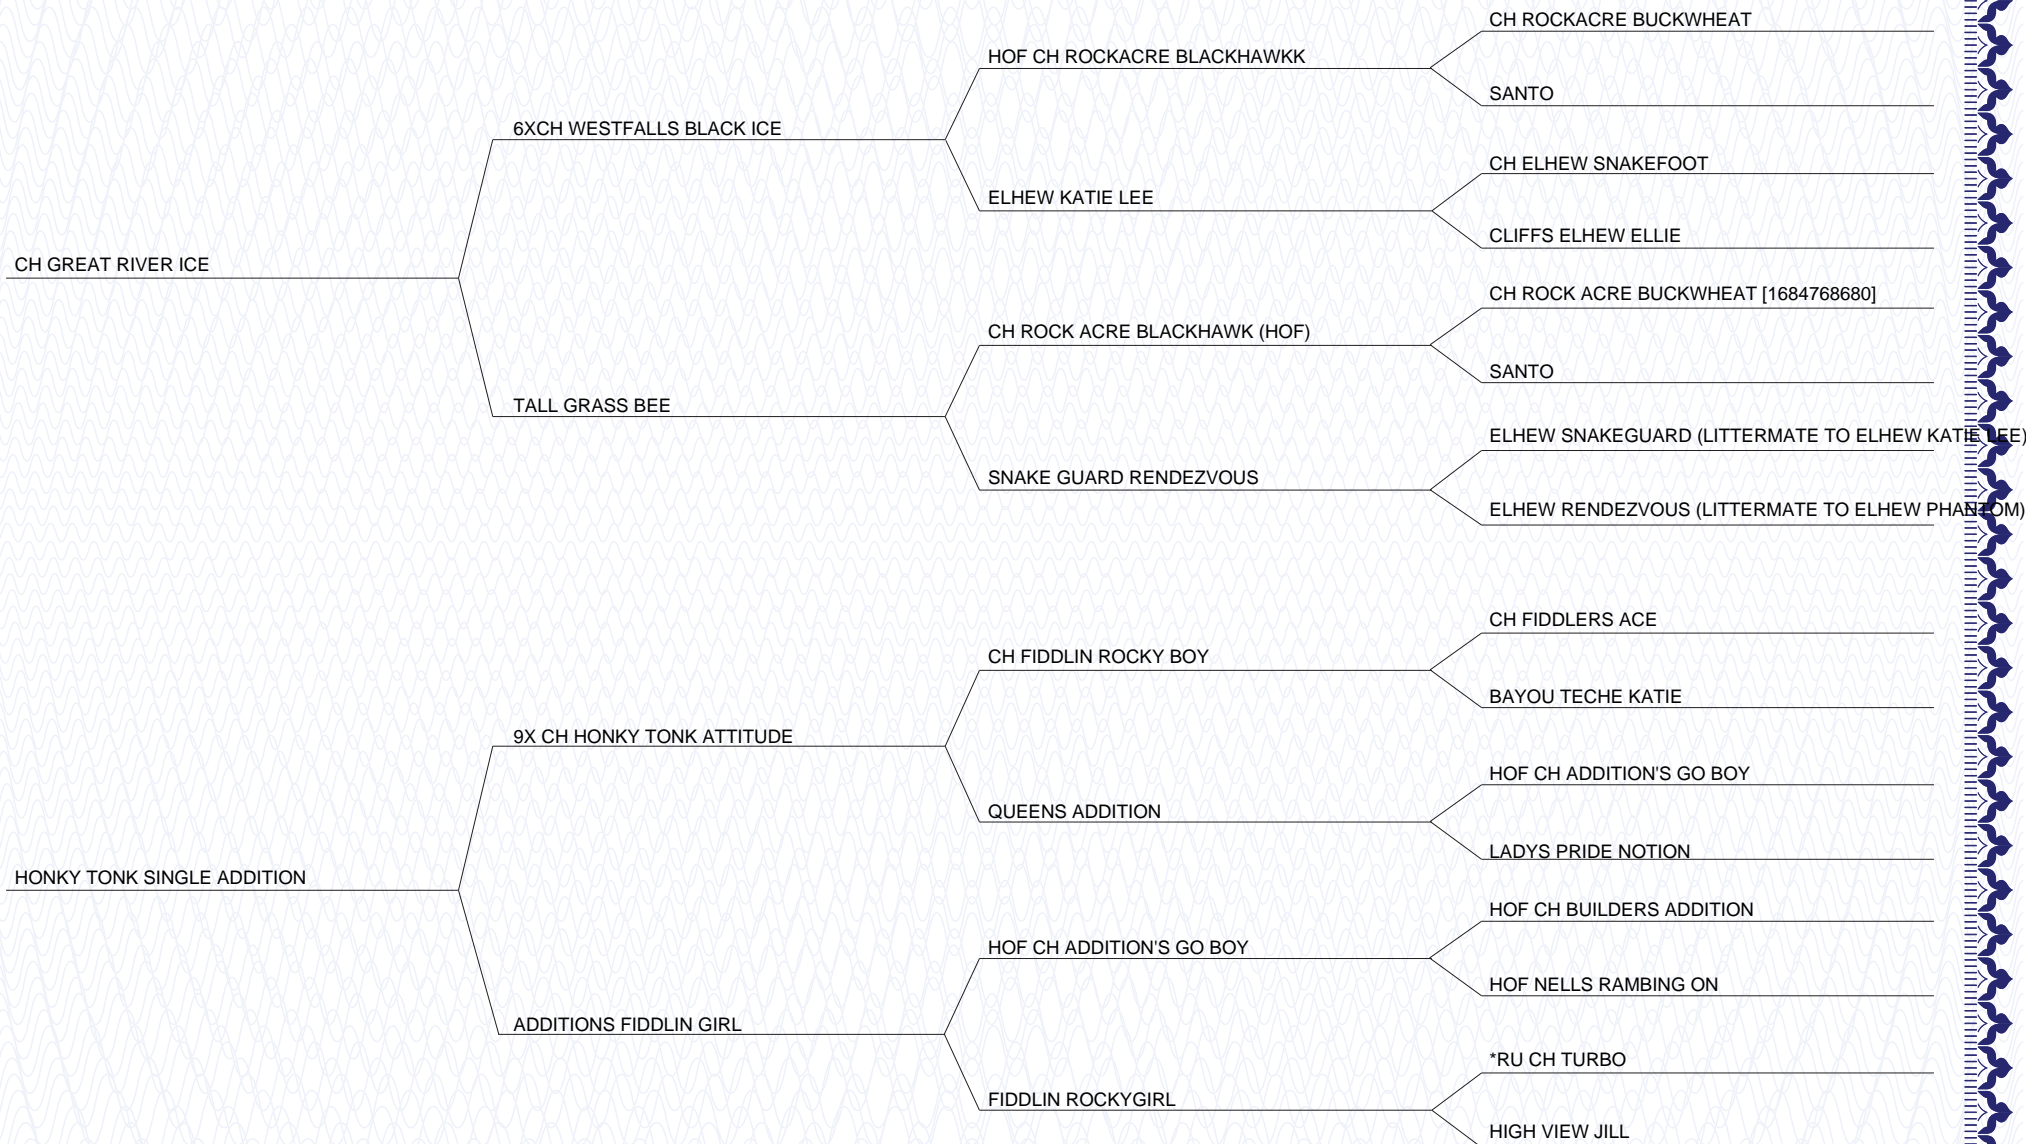 CH ROCKACRE BUCKWHEAT
HOF CH ROCKACRE BLACKHAWKK
SANTO
6XCH WESTFALLS BLACK ICE
CH ELHEW SNAKEFOOT
ELHEW KATIE LEE
CLIFFS ELHEW ELLIE
CH GREAT RIVER ICE
CH ROCK ACRE BUCKWHEAT [1684768680]
CH ROCK ACRE BLACKHAWK (HOF)
SANTO
TALL GRASS BEE
ELHEW SNAKEGUARD (LITTERMATE TO ELHEW KATIE LEE)
SNAKE GUARD RENDEZVOUS
ELHEW RENDEZVOUS (LITTERMATE TO ELHEW PHANTOM)
CH FIDDLERS ACE
CH FIDDLIN ROCKY BOY
BAYOU TECHE KATIE
9X CH HONKY TONK ATTITUDE
HOF CH ADDITION'S GO BOY
QUEENS ADDITION
LADYS PRIDE NOTION
HONKY TONK SINGLE ADDITION
HOF CH BUILDERS ADDITION
HOF CH ADDITION'S GO BOY
HOF NELLS RAMBING ON
ADDITIONS FIDDLIN GIRL
*RU CH TURBO
FIDDLIN ROCKYGIRL
HIGH VIEW JILL